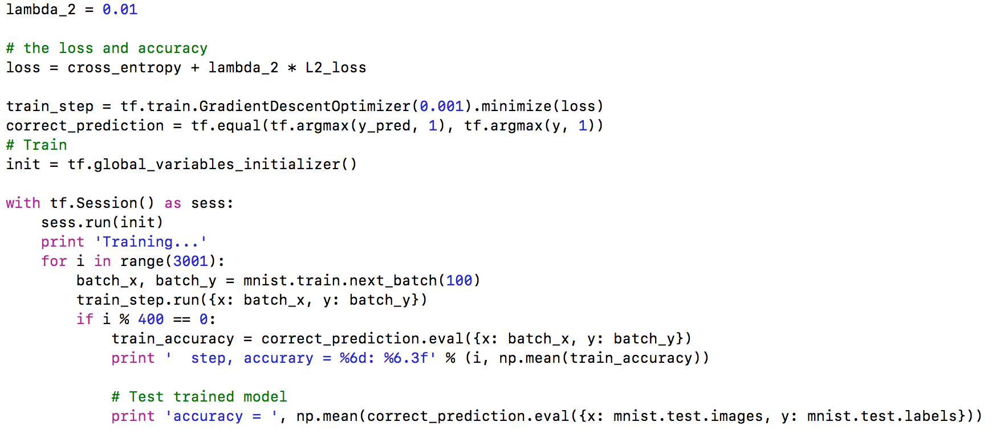 lambda_2 = 0.01

# the loss and accuracy
loss = cross_entropy + lambda_2 * L2_loss

train_step = tf.train.GradientDescentOptimizer(0.001).minimize(loss)
correct_prediction = tf.equal(tf.argmax(y_pred, 1), tf.argmax(y, 1))
# Train
init = tf.global_variables_initializer()

with tf.Session() as sess:
    sess.run(init)
    print 'Training...'
    for i in range(3001):
        batch_x, batch_y = mnist.train.next_batch(100)
        train_step.run({x: batch_x, y: batch_y})
        if i % 400 == 0:
            train_accuracy = correct_prediction.eval({x: batch_x, y: batch_y})
            print '  step, accurary = %6d: %6.3f' % (i, np.mean(train_accuracy))

            # Test trained model
            print 'accuracy = ', np.mean(correct_prediction.eval({x: mnist.test.images, y: mnist.test.labels}))